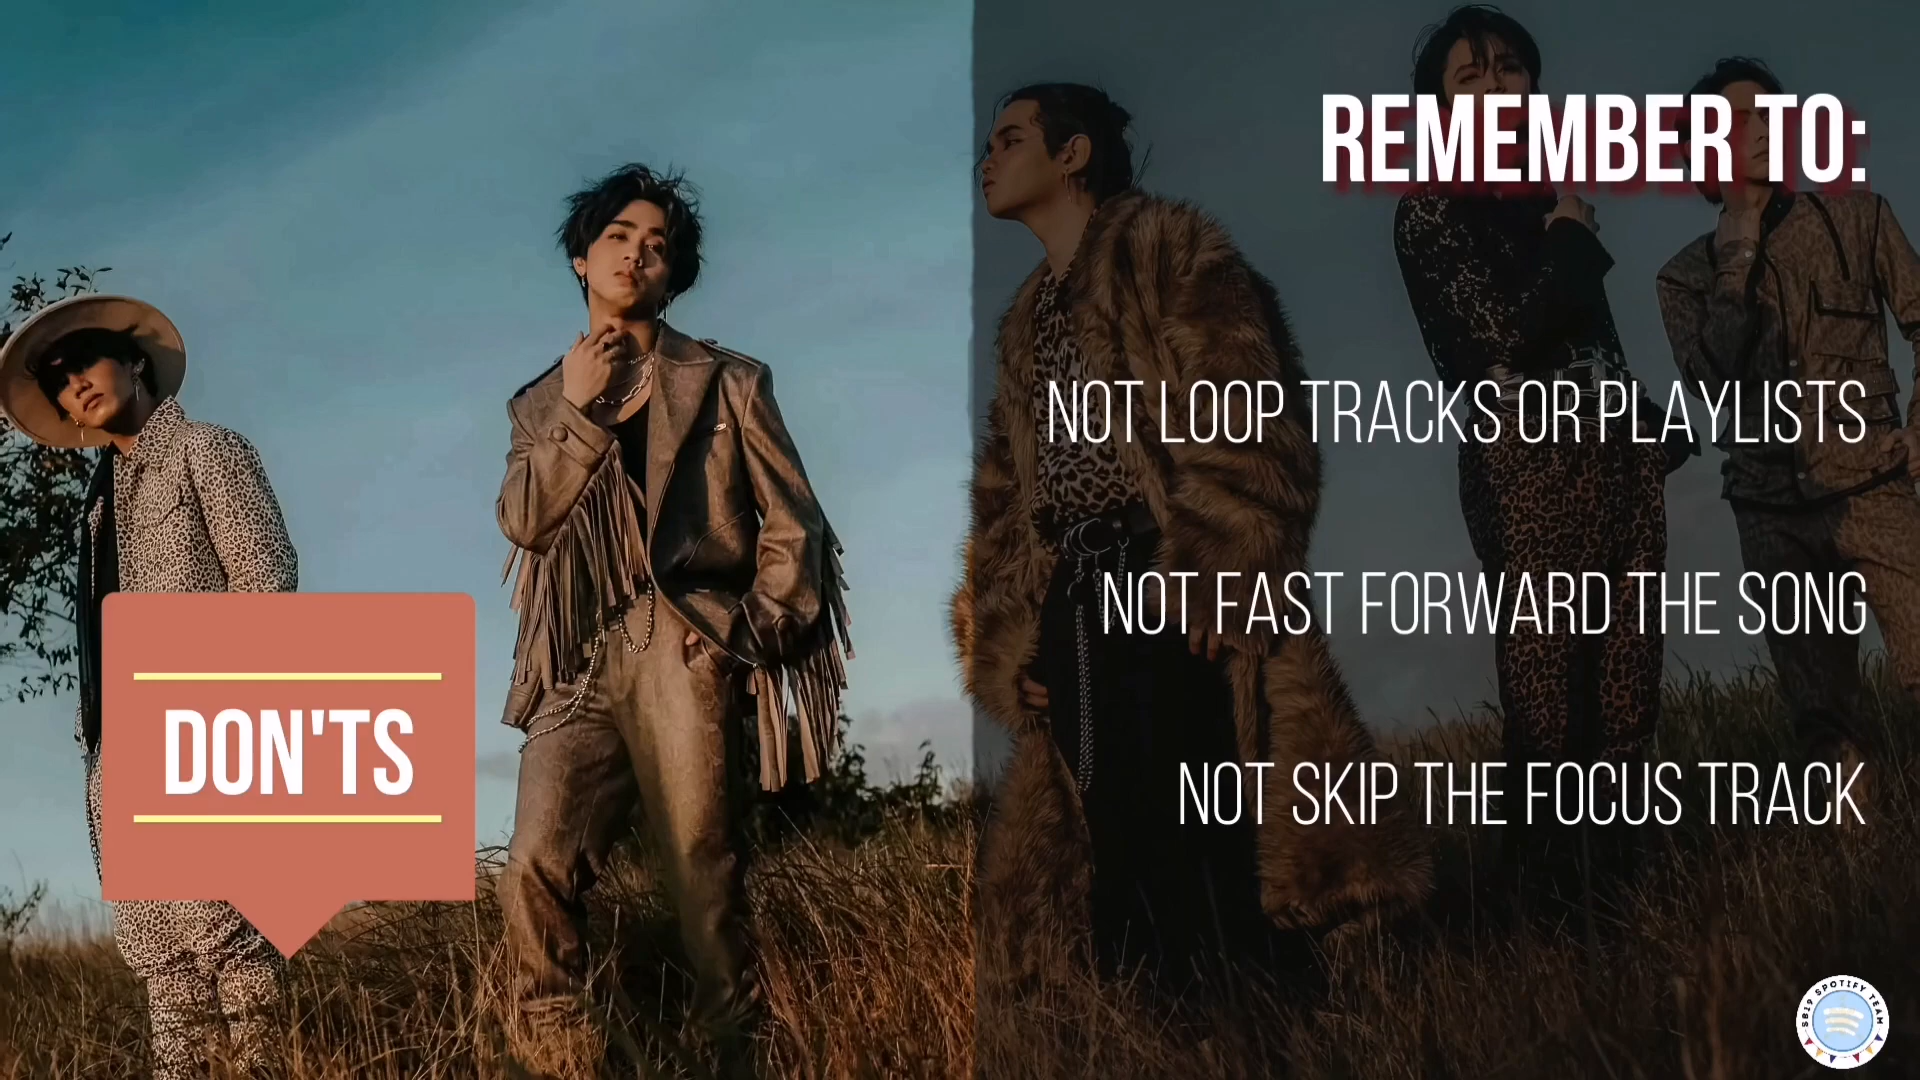 REMEMBER TO:
NOT LOOP TRACKS OR PLAYLISTS
NOT FAST FORWARD THE SONG
NOT SKIP THE FOCUS TRACK
DON'TS
SB19 SPOTIFY TEAM